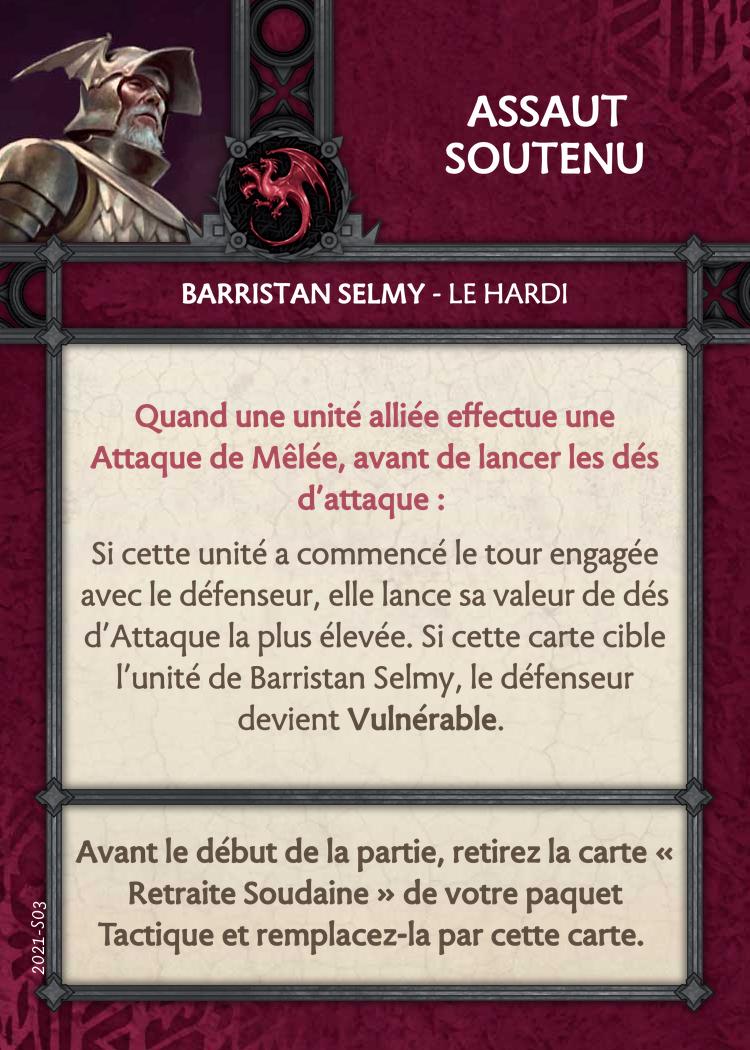 ASSAUT
SOUTENU
BARRISTAN SELMY - LE HARDI
Quand une unité alliée effectue une
Attaque de Mêlée, avant de lancer les dés
d'attaque :
Si cette unité a commencé le tour engagée
avec le défenseur, elle lance sa valeur de dés
d'Attaque la plus élevée. Si cette carte cible
l'unité de Barristan Selmy, le défenseur
devient Vulnérable.
Avant le début de la partie, retirez la carte «
Retraite Soudaine » de votre paquet
Tactique et remplacez-la par cette carte.
2021-S03